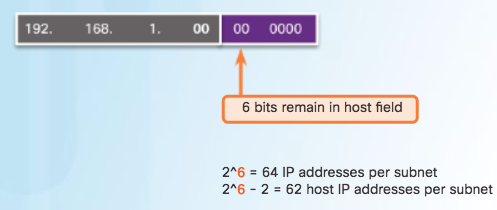 192. 168. 1. 00 00 0000
6 bits remain in host field
2^6 = 64 IP addresses per subnet
2^6 - 2 = 62 host IP addresses per subnet